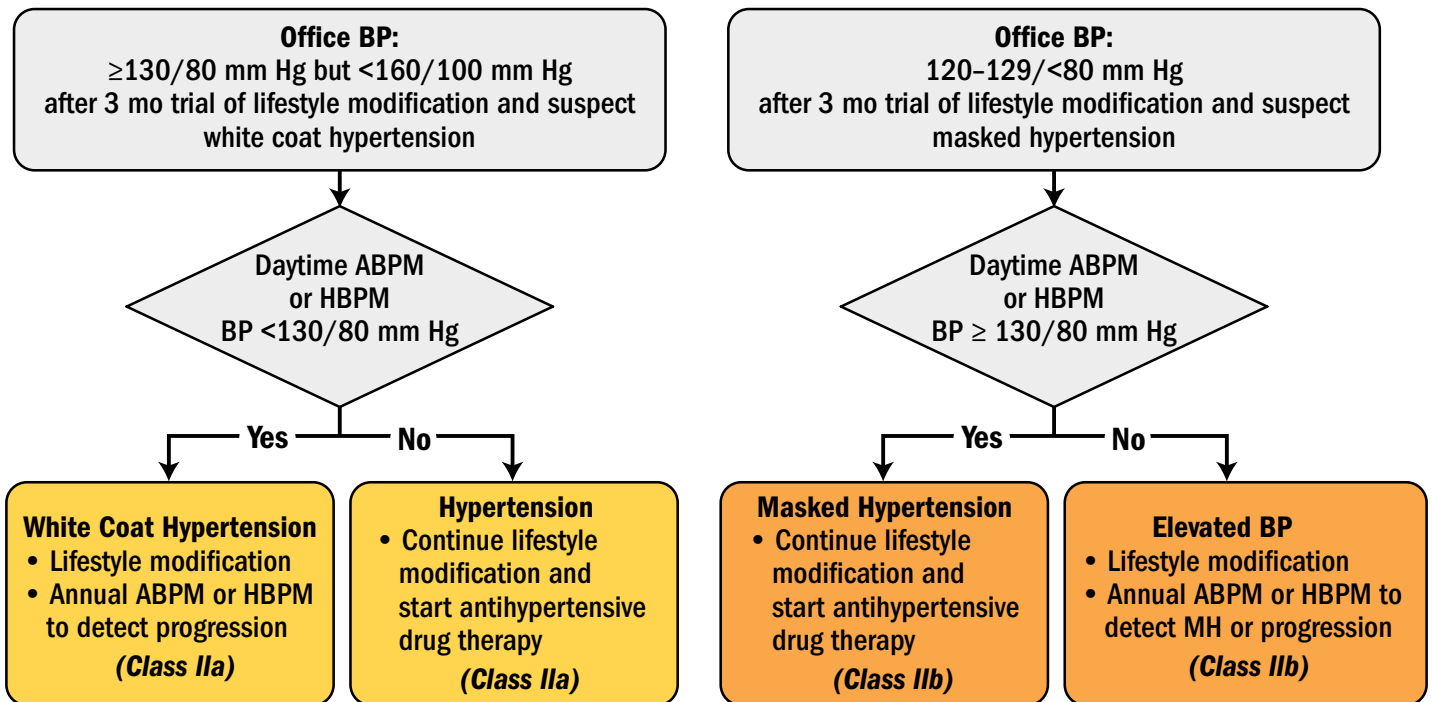 Office BP:
≥130/80 mm Hg but <160/100 mm Hg
after 3 mo trial of lifestyle modification and suspect
white coat hypertension
Daytime ABPM
or HBPM
BP <130/80 mm Hg
Yes
No
White Coat Hypertension
• Lifestyle modification
• Annual ABPM or HBPM
to detect progression
(Class IIa)
Hypertension
• Continue lifestyle
modification and
start antihypertensive
drug therapy
(Class IIa)
Office BP:
120–129/<80 mm Hg
after 3 mo trial of lifestyle modification and suspect
masked hypertension
Daytime ABPM
or HBPM
BP ≥ 130/80 mm Hg
Yes
No
Masked Hypertension
• Continue lifestyle
modification and
start antihypertensive
drug therapy
(Class IIb)
Elevated BP
• Lifestyle modification
• Annual ABPM or HBPM to
detect MH or progression
(Class IIb)